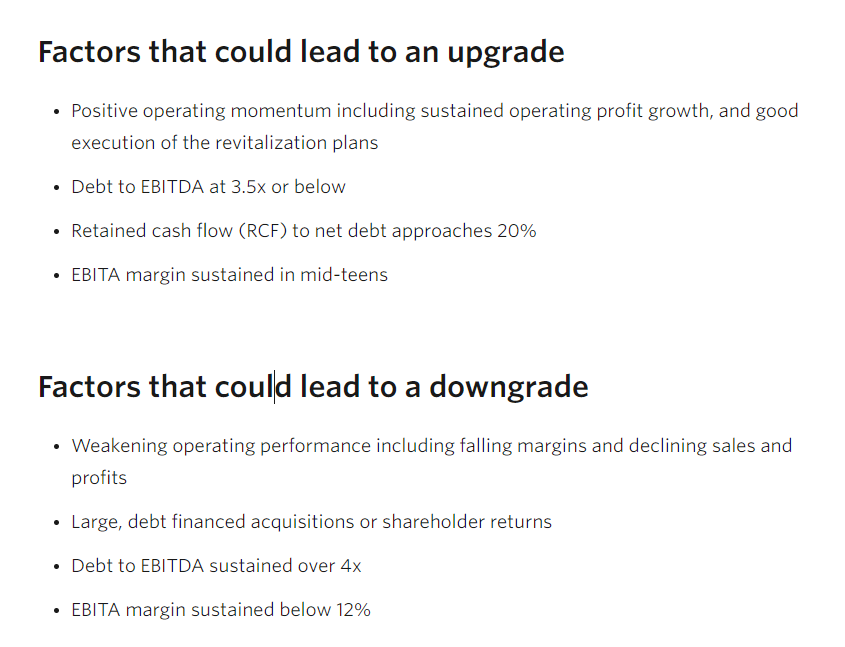 Factors that could lead to an upgrade
• Positive operating momentum including sustained operating profit growth, and good
execution of the revitalization plans
• Debt to EBITDA at 3.5x or below
• Retained cash flow (RCF) to net debt approaches 20%
• EBITA margin sustained in mid-teens
Factors that could lead to a downgrade
• Weakening operating performance including falling margins and declining sales and
profits
• Large, debt financed acquisitions or shareholder returns
• Debt to EBITDA sustained over 4x
• EBITA margin sustained below 12%